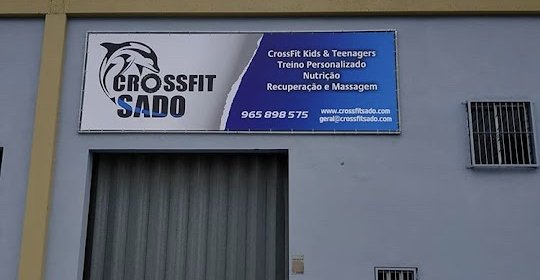 CROSSFIT
SADO
CrossFit Kids & Teenagers
Treino Personalizado
Nutrição
Recuperação e Massagem
965 898 575
www.crossfitsado.com
geral@crossfitsado.com